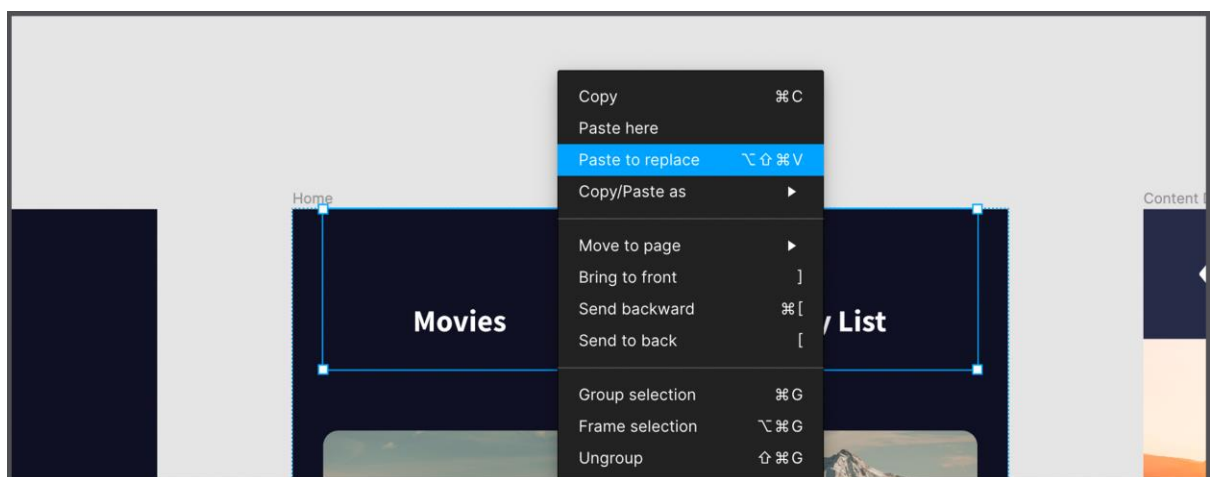 Copy ⌘C
Paste here
Paste to replace ⌥⇧⌘V
Copy/Paste as
Home
Content
Move to page
Bring to front ]
Send backward ⌘[
Movies
List
Send to back [
Group selection ⌘G
Frame selection ⌥⌘G
Ungroup ⇧⌘G